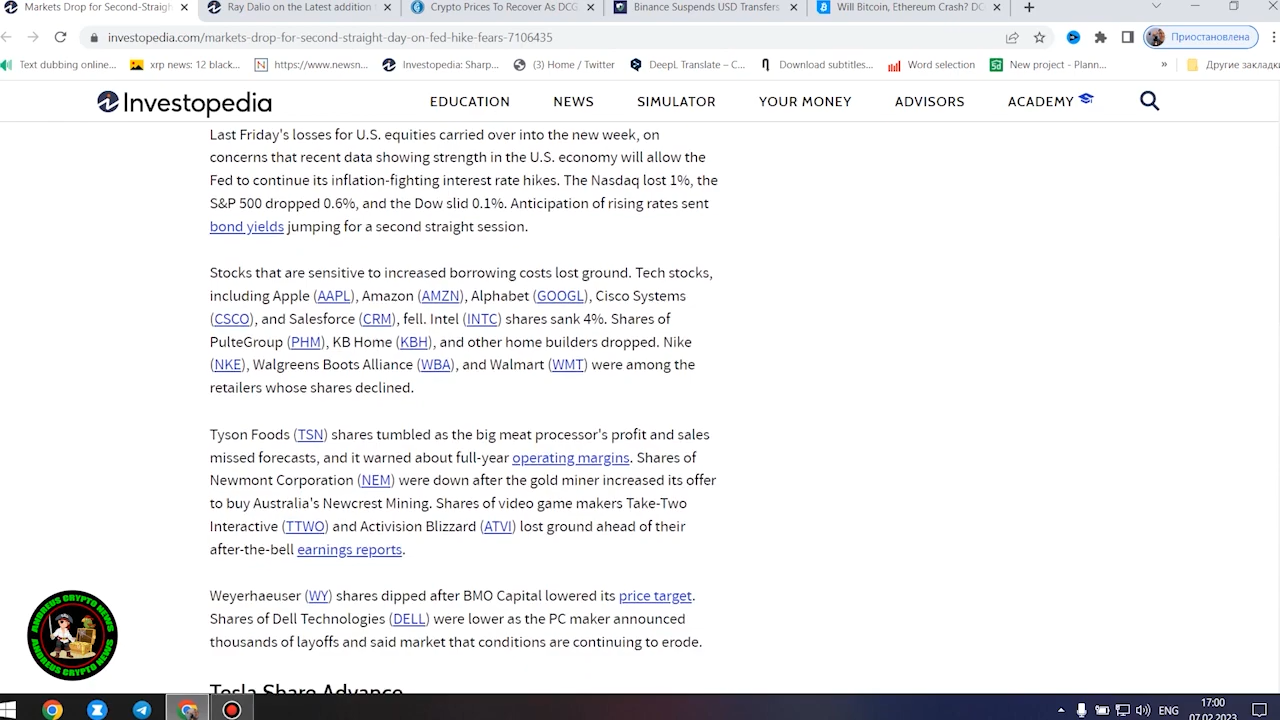 Markets Drop for Second-Straigh
Ray Dalio on the Latest addition t
Crypto Prices To Recover As DCG
Binance Suspends USD Transfers
Will Bitcoin, Ethereum Crash? DC
investopedia.com/markets-drop-for-second-straight-day-on-fed-hike-fears-7106435
Приостановлена
Text dubbing online...
xrp news: 12 black...
https://www.newsn...
Investopedia: Sharp...
(3) Home / Twitter
DeepL Translate – C...
Download subtitles...
Word selection
New project - Plann...
»
Другие закладки
Investopedia
EDUCATION
NEWS
SIMULATOR
YOUR MONEY
ADVISORS
ACADEMY
Last Friday's losses for U.S. equities carried over into the new week, on
concerns that recent data showing strength in the U.S. economy will allow the
Fed to continue its inflation-fighting interest rate hikes. The Nasdaq lost 1%, the
S&P 500 dropped 0.6%, and the Dow slid 0.1%. Anticipation of rising rates sent
bond yields jumping for a second straight session.
Stocks that are sensitive to increased borrowing costs lost ground. Tech stocks,
including Apple (AAPL), Amazon (AMZN), Alphabet (GOOGL), Cisco Systems
(CSCO), and Salesforce (CRM), fell. Intel (INTC) shares sank 4%. Shares of
PulteGroup (PHM), KB Home (KBH), and other home builders dropped. Nike
(NKE), Walgreens Boots Alliance (WBA), and Walmart (WMT) were among the
retailers whose shares declined.
Tyson Foods (TSN) shares tumbled as the big meat processor's profit and sales
missed forecasts, and it warned about full-year operating margins. Shares of
Newmont Corporation (NEM) were down after the gold miner increased its offer
to buy Australia's Newcrest Mining. Shares of video game makers Take-Two
Interactive (TTWO) and Activision Blizzard (ATVI) lost ground ahead of their
after-the-bell earnings reports.
Weyerhaeuser (WY) shares dipped after BMO Capital lowered its price target.
Shares of Dell Technologies (DELL) were lower as the PC maker announced
thousands of layoffs and said market that conditions are continuing to erode.
Tesla Share Advance
ANDREUS CRYPTO NEWS
ANDREUS CRYPTO NEWS
ENG
17:00
07.02.2023